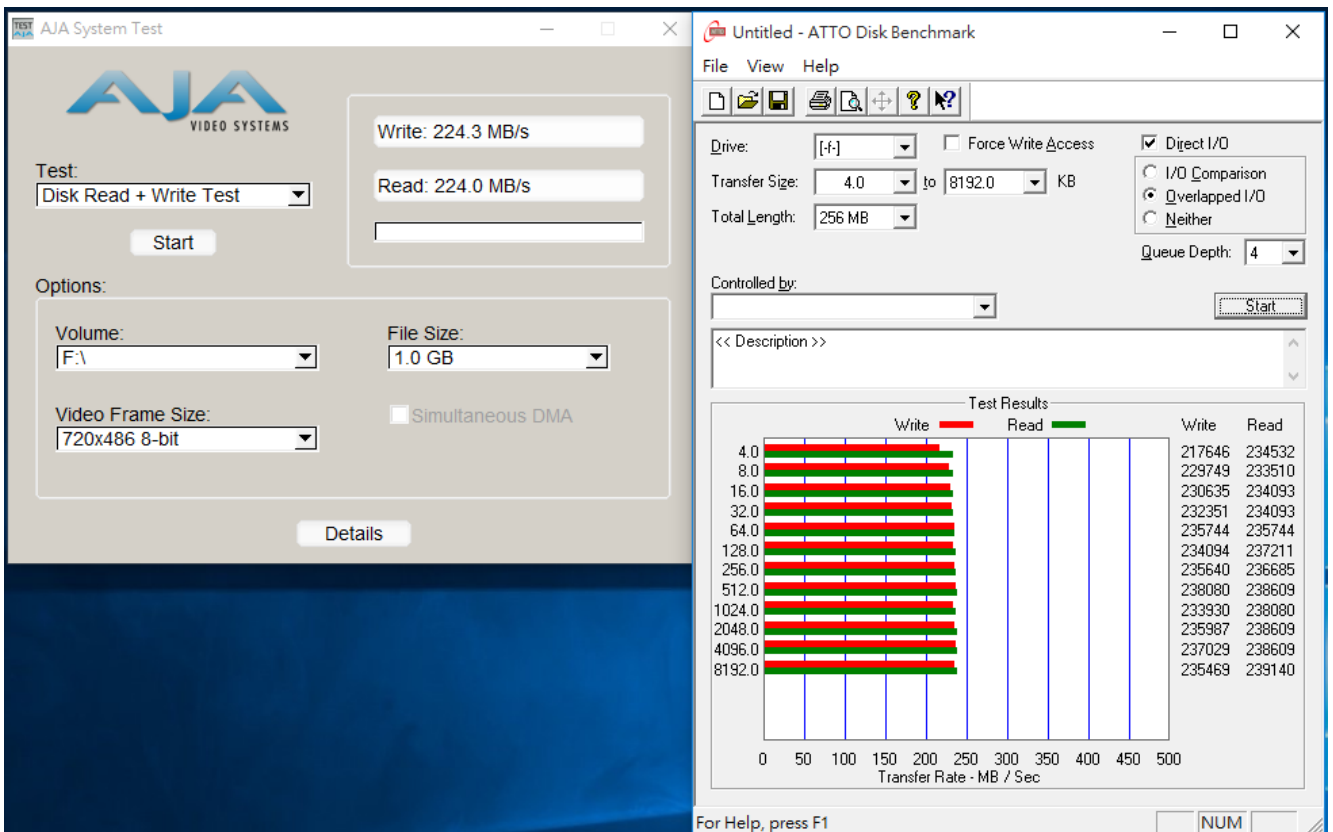 AJA System Test
TEST
AJA
AJA
VIDEO SYSTEMS
Write: 224.3 MB/s
Read: 224.0 MB/s
Test:
Disk Read + Write Test
Start
Options:
Volume:
F:\
File Size:
1.0 GB
Video Frame Size:
720x486 8-bit
Simultaneous DMA
Details
Untitled - ATTO Disk Benchmark
File View Help
Drive: [-f-] Force Write Access Direct I/O
Transfer Size: 4.0 to 8192.0 KB
I/O Comparison
Overlapped I/O
Neither
Total Length: 256 MB
Queue Depth: 4
Controlled by:
Start
<< Description >>
Test Results
Write Read Write Read
4.0 217646 234532
8.0 229749 233510
16.0 230635 234093
32.0 232351 234093
64.0 235744 235744
128.0 234094 237211
256.0 235640 236685
512.0 238080 238609
1024.0 233930 238080
2048.0 235987 238609
4096.0 237029 238609
8192.0 235469 239140
0 50 100 150 200 250 300 350 400 450 500
Transfer Rate - MB / Sec
For Help, press F1
NUM